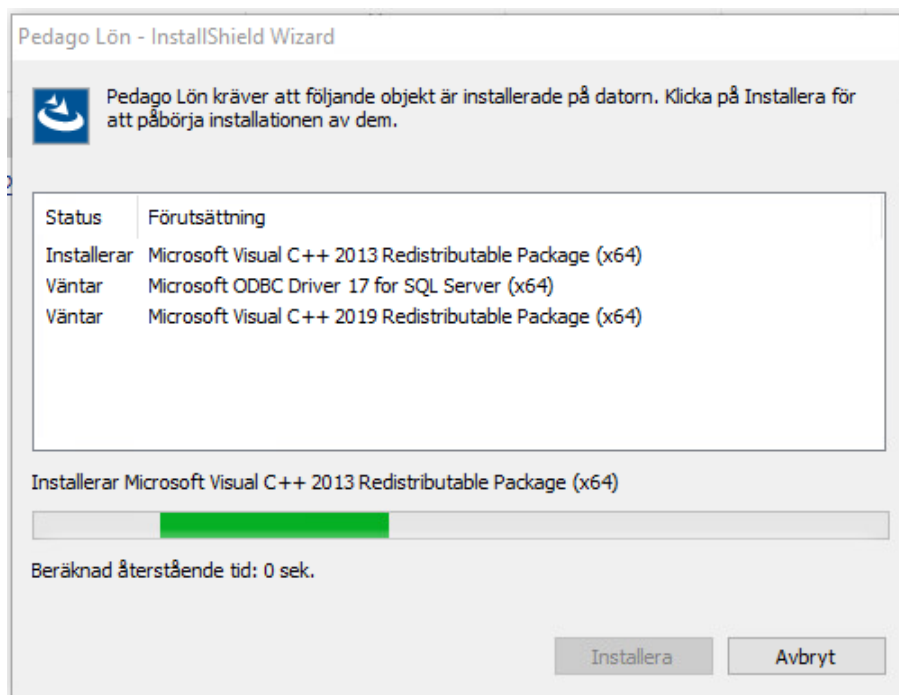 Pedago Lön - InstallShield Wizard
Pedago Lön kräver att följande objekt är installerade på datorn. Klicka på Installera för
att påbörja installationen av dem.
Status Förutsättning
Installerar Microsoft Visual C++ 2013 Redistributable Package (x64)
Väntar Microsoft ODBC Driver 17 for SQL Server (x64)
Väntar Microsoft Visual C++ 2019 Redistributable Package (x64)
Installerar Microsoft Visual C++ 2013 Redistributable Package (x64)
Beräknad återstående tid: 0 sek.
Installera Avbryt